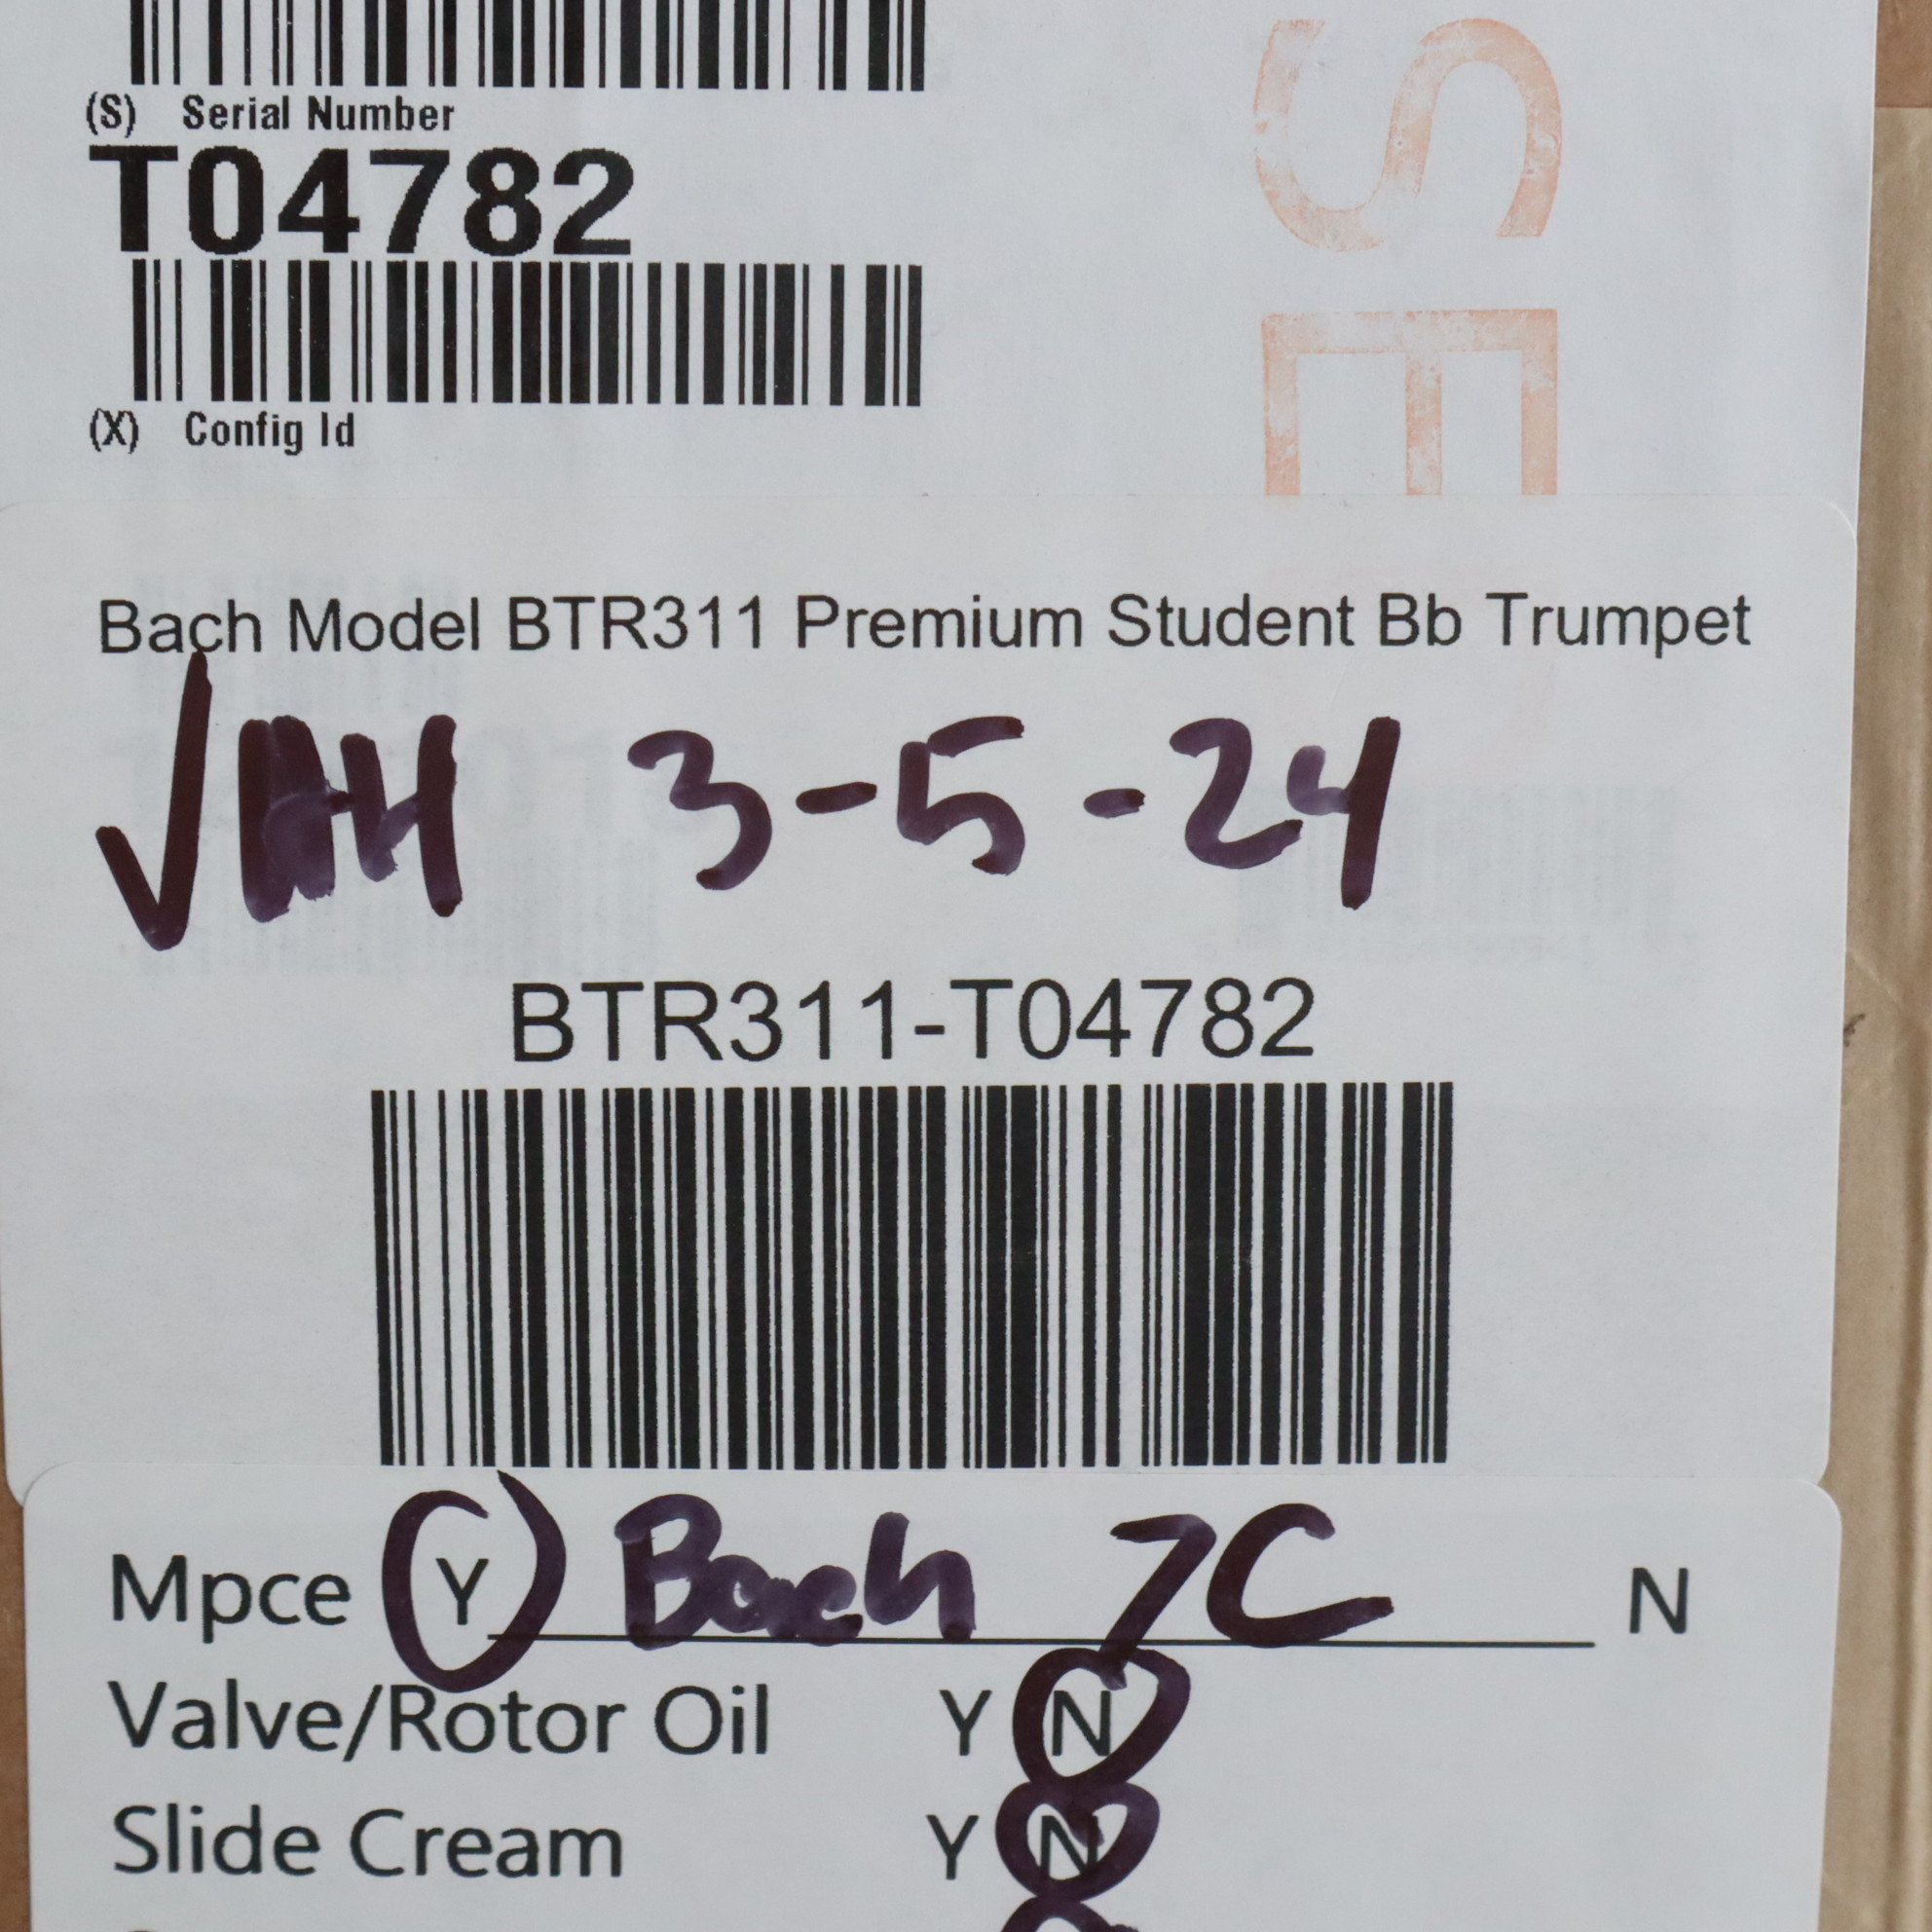 (S) Serial Number
T04782
(X) Config Id
SE
Bach Model BTR311 Premium Student Bb Trumpet
3-5-24
BTR311-T04782
Mpce Y Bach 7C N
Valve/Rotor Oil Y N
Slide Cream Y N